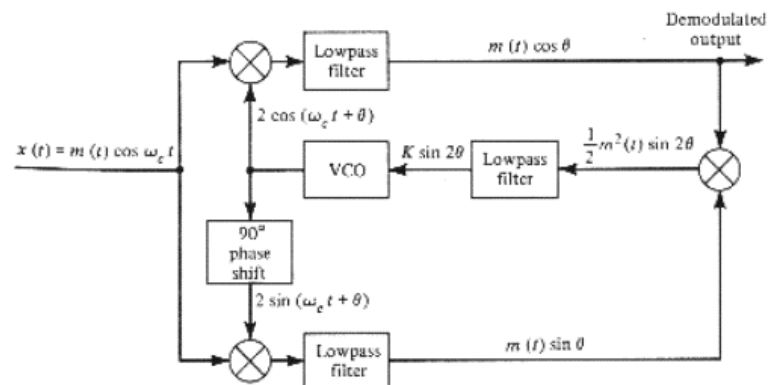 Demodulated
output
Lowpass
filter
m (t) cos θ
2 cos (ω_c t + θ)
x (t) = m (t) cos ω_c t
VCO
K sin 2θ
Lowpass
filter
1/2 m²(t) sin 2θ
90°
phase
shift
2 sin (ω_c t + θ)
Lowpass
filter
m (t) sin θ